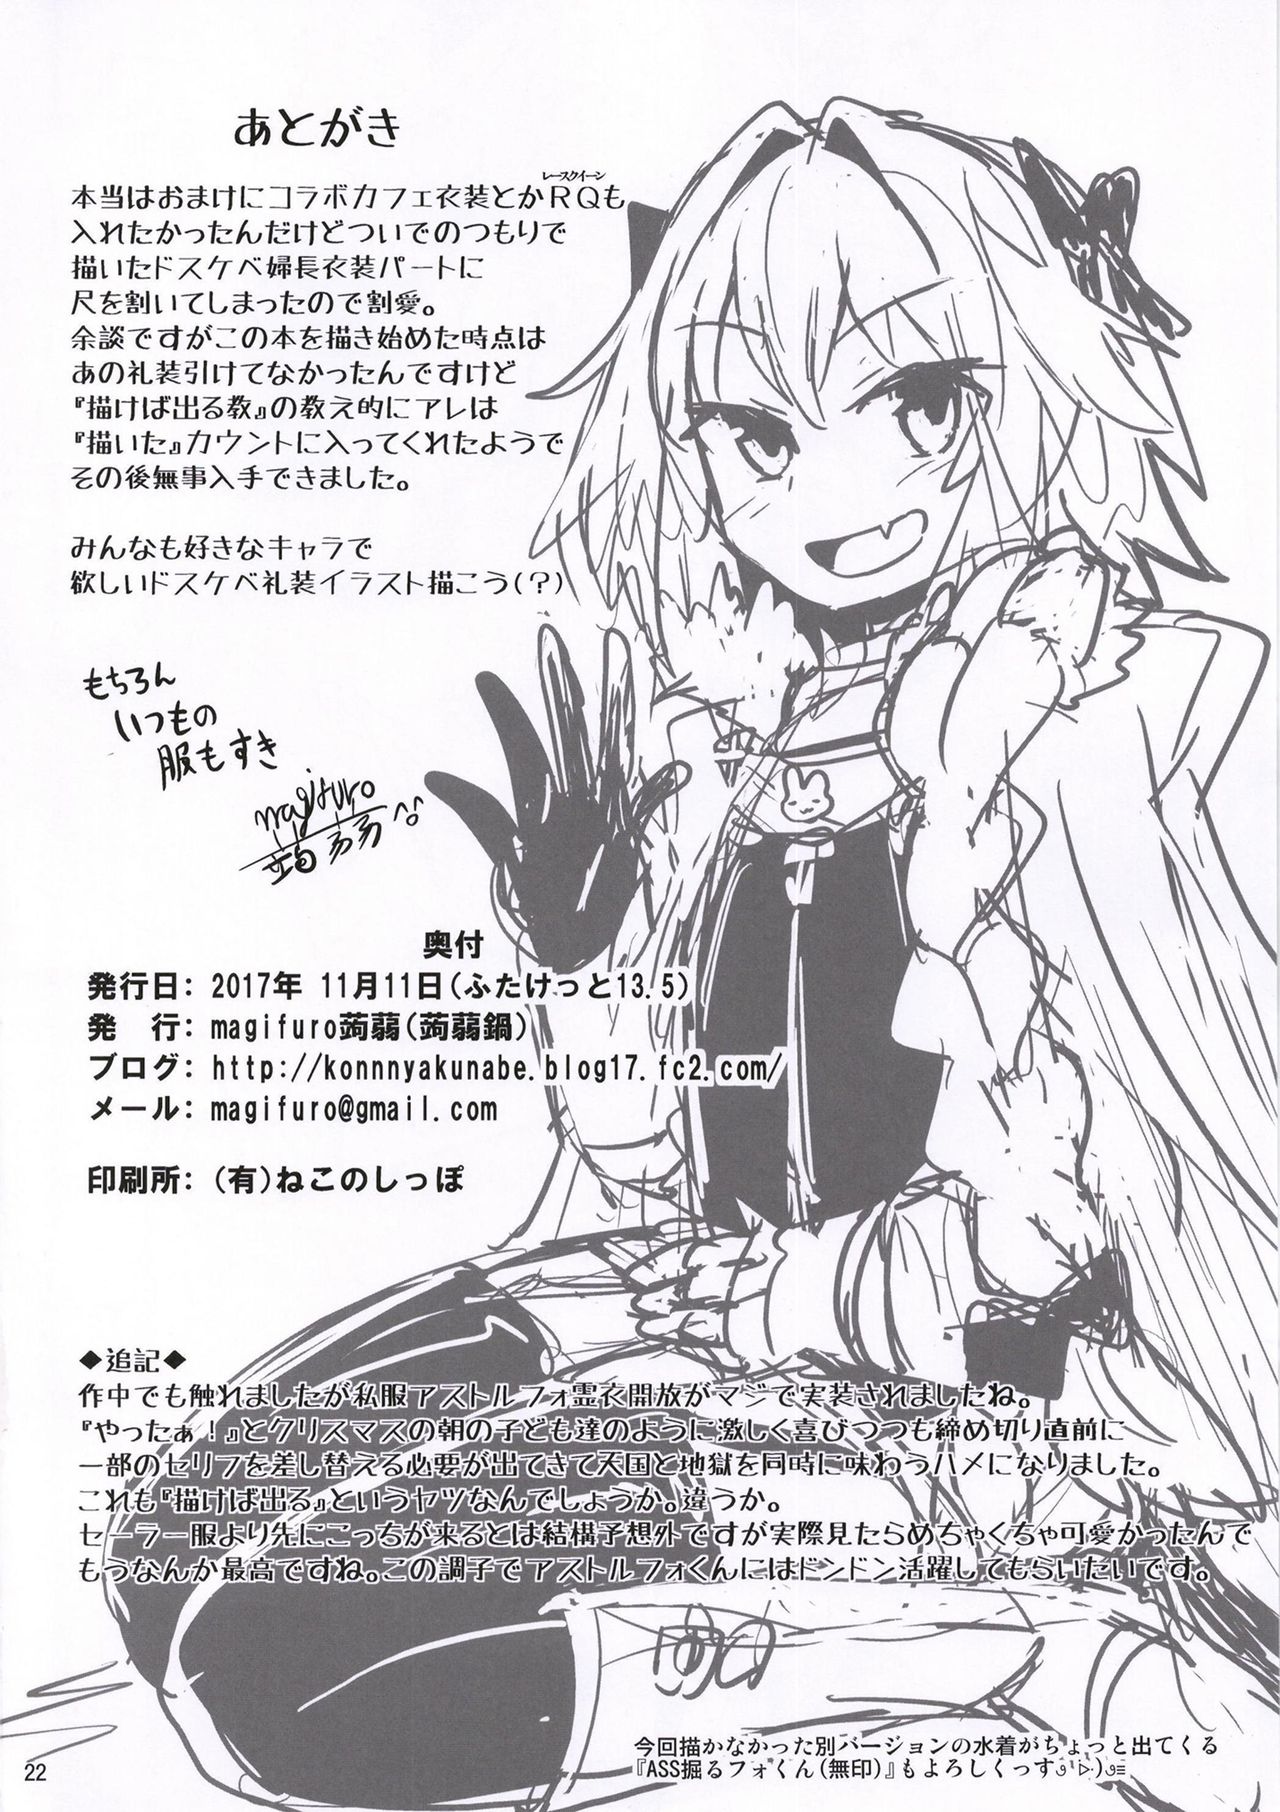 あとがき
レースクイーン
本当はおまけにコラボカフェ衣装とかRQも
入れたかったんだけどついでのつもりで
描いたドスケベ婦長衣装パートに
尺を割いてしまったので割愛。
余談ですがこの本を描き始めた時点は
あの礼装引けてなかったんですけど
『描けば出る教』の教え的にアレは
『描いた』カウントに入ってくれたようで
その後無事入手できました。
みんなも好きなキャラで
欲しいドスケベ礼装イラスト描こう(?)
もちろん
いつもの
服もすき
magifuro
奥付
発行日: 2017年 11月11日(ふたけっと13.5)
発　行: magifuro蒟蒻(蒟蒻鍋)
ブログ: http://konnnyakunabe.blog17.fc2.com/
メール: magifuro@gmail.com
印刷所: (有)ねこのしっぽ
◆追記◆
作中でも触れましたが私服アストルフォ霊衣開放がマジで実装されましたね。
『やったぁ！』とクリスマスの朝の子ども達のように激しく喜びつつも締め切り直前に
一部のセリフを差し替える必要が出てきて天国と地獄を同時に味わうハメになりました。
これも『描けば出る』というヤツなんでしょうか。違うか。
セーラー服より先にこっちが来るとは結構予想外ですが実際見たらめちゃくちゃ可愛かったんで
もうなんか最高ですね。この調子でアストルフォくんにはドンドン活躍してもらいたいです。
今回描かなかった別バージョンの水着がちょっと出てくる
『ASS掘るフォくん(無印)』もよろしくっす
22